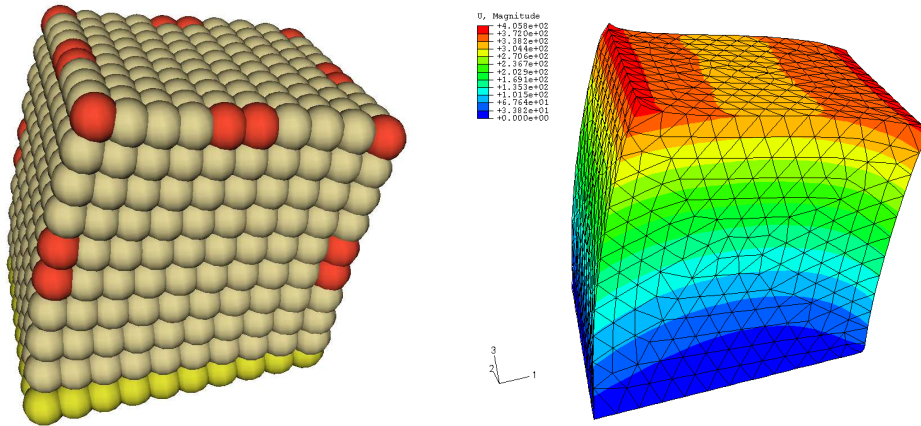 U, Magnitude
+4.058e+02
+3.720e+02
+3.382e+02
+3.044e+02
+2.706e+02
+2.367e+02
+2.029e+02
+1.691e+02
+1.353e+02
+1.015e+02
+6.764e+01
+3.382e+01
+0.000e+00
3
2
1